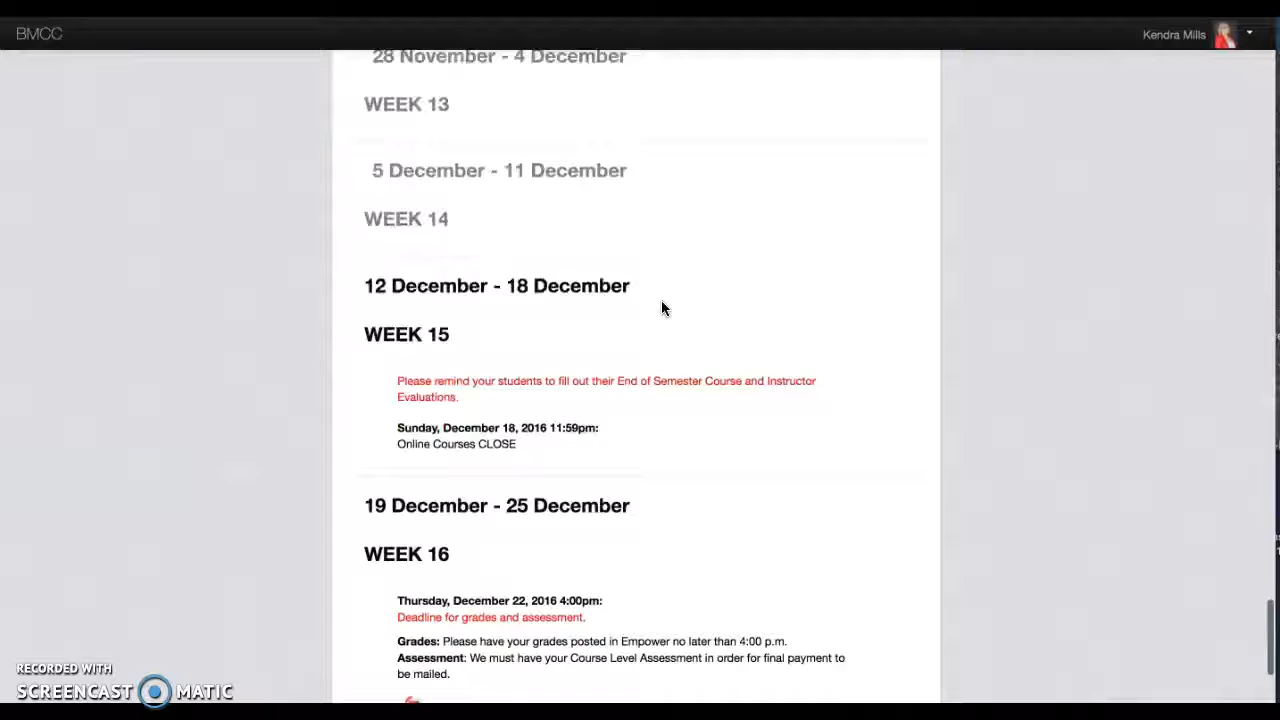 BMCC
Kendra Mills
28 November - 4 December
WEEK 13
5 December - 11 December
WEEK 14
12 December - 18 December
WEEK 15
Please remind your students to fill out their End of Semester Course and Instructor
Evaluations.
Sunday, December 18, 2016 11:59pm:
Online Courses CLOSE
19 December - 25 December
WEEK 16
Thursday, December 22, 2016 4:00pm:
Deadline for grades and assessment.
Grades: Please have your grades posted in Empower no later than 4:00 p.m.
Assessment: We must have your Course Level Assessment in order for final payment to
be mailed.
RECORDED WITH
SCREENCAST MATIC